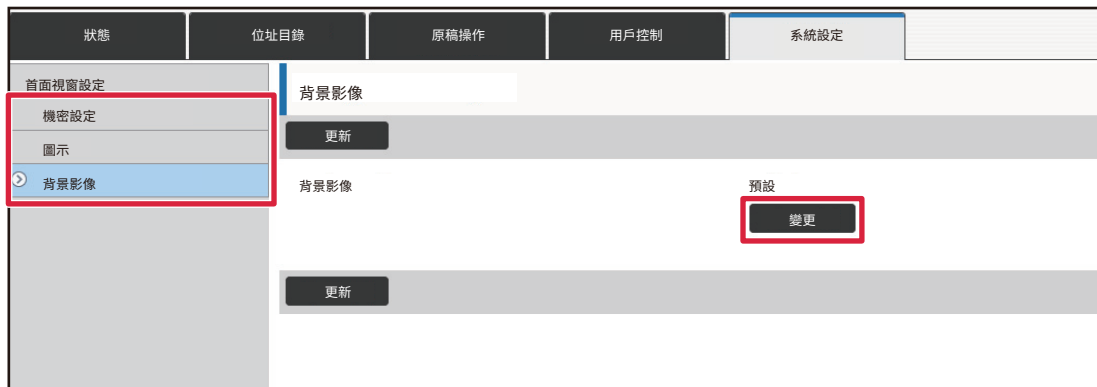 狀態 位址目錄 原稿操作 用戶控制 系統設定
首面視窗設定
機密設定
圖示
背景影像
背景影像
更新
背景影像 預設
變更
更新